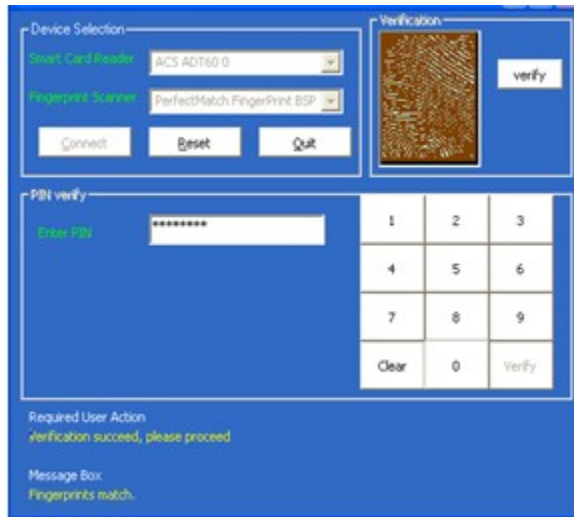 Device Selection
Smart Card Reader
ACS ADT60 0
Fingerprint Scanner
PerfectMatch FingerPrint BSP
Connect
Reset
Quit
Verification
verify
PIN verify
Enter PIN
********
1 2 3
4 5 6
7 8 9
Clear 0 Verify
Required User Action
Verification succeed, please proceed
Message Box
Fingerprints match.